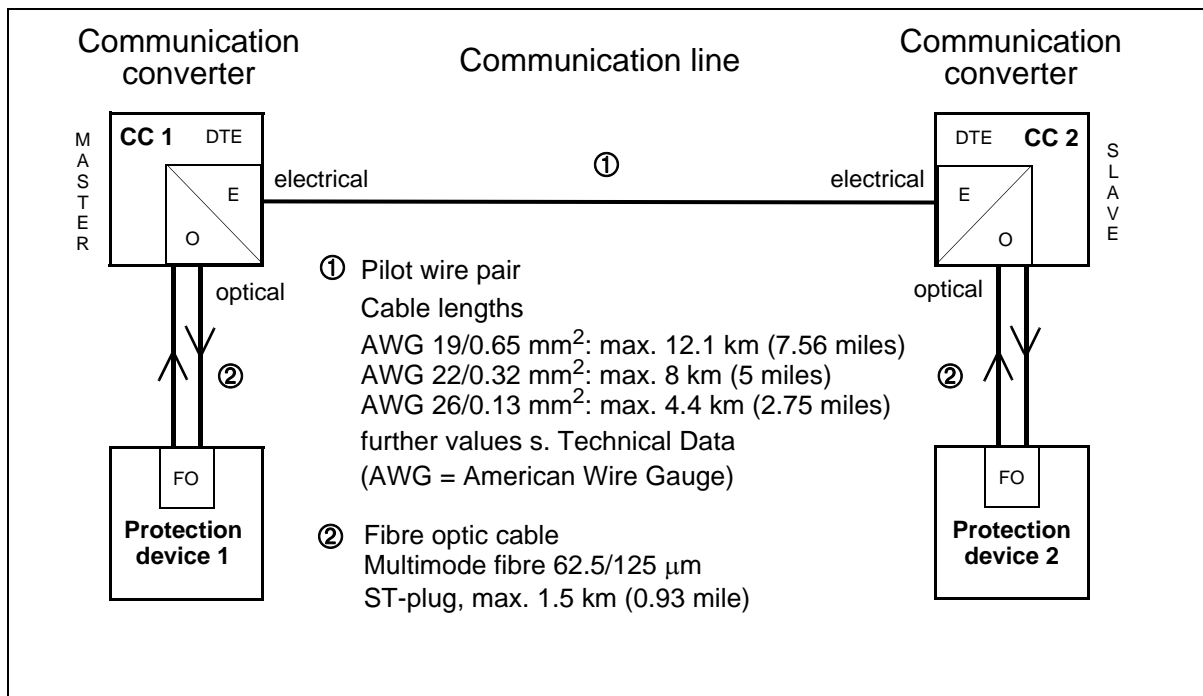 Communication
converter
Communication line
Communication
converter
MASTER
CC 1 DTE
E
O
electrical
①
electrical
DTE CC 2
E
O
SLAVE
optical
optical
②
②
① Pilot wire pair
Cable lengths
AWG 19/0.65 mm²: max. 12.1 km (7.56 miles)
AWG 22/0.32 mm²: max. 8 km (5 miles)
AWG 26/0.13 mm²: max. 4.4 km (2.75 miles)
further values s. Technical Data
(AWG = American Wire Gauge)
② Fibre optic cable
Multimode fibre 62.5/125 µm
ST-plug, max. 1.5 km (0.93 mile)
FO
Protection
device 1
FO
Protection
device 2